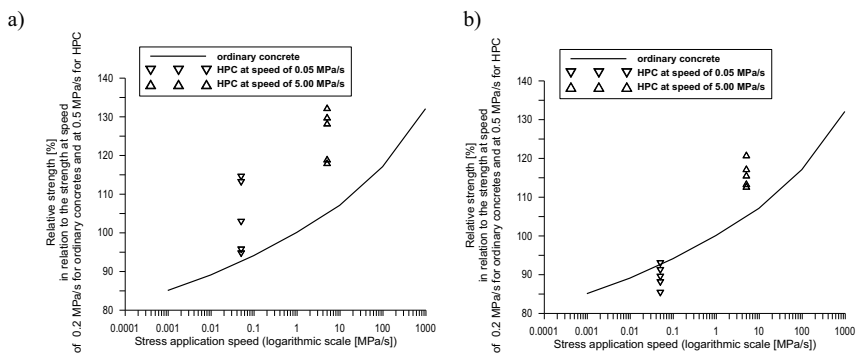 a)
ordinary concrete
HPC at speed of 0.05 MPa/s
HPC at speed of 5.00 MPa/s
Relative strength [%]
in relation to the strength at speed
of 0.2 MPa/s for ordinary concretes and at 0.5 MPa/s for HPC
140
130
120
110
100
90
80
0.0001 0.001 0.01 0.1 1 10 100 1000
Stress application speed (logarithmic scale [MPa/s])
b)
ordinary concrete
HPC at speed of 0.05 MPa/s
HPC at speed of 5.00 MPa/s
Relative strength [%]
in relation to the strength at speed
of 0.2 MPa/s for ordinary concretes and at 0.5 MPa/s for HPC
140
130
120
110
100
90
80
0.0001 0.001 0.01 0.1 1 10 100 1000
Stress application speed (logarithmic scale [MPa/s])